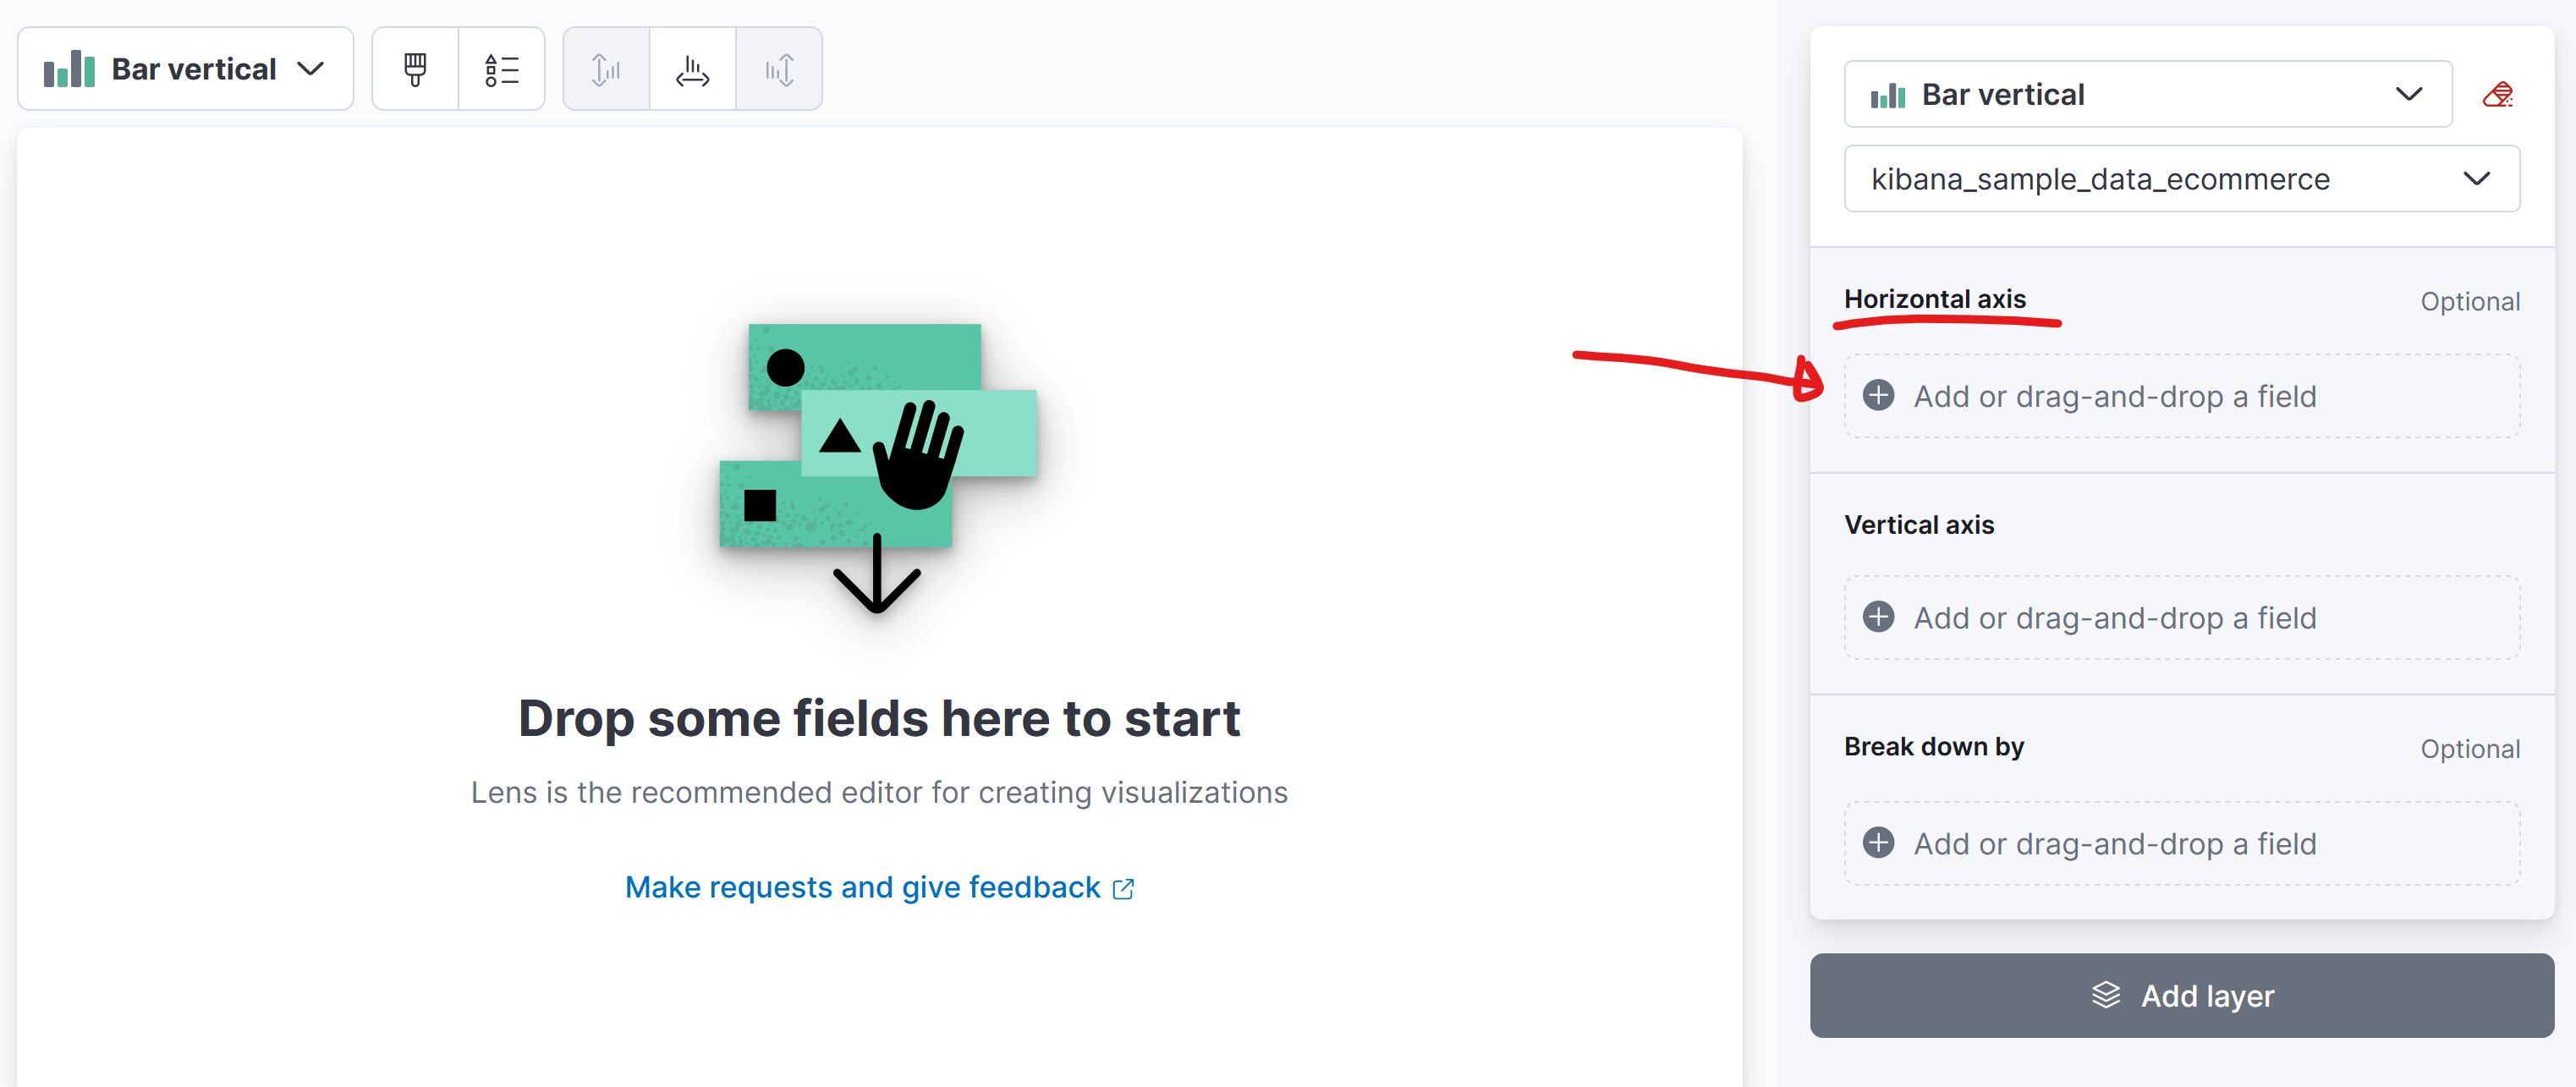 Bar vertical
Bar vertical
kibana_sample_data_ecommerce
Horizontal axis Optional
Add or drag-and-drop a field
Vertical axis
Add or drag-and-drop a field
Break down by Optional
Add or drag-and-drop a field
Add layer
Drop some fields here to start
Lens is the recommended editor for creating visualizations
Make requests and give feedback